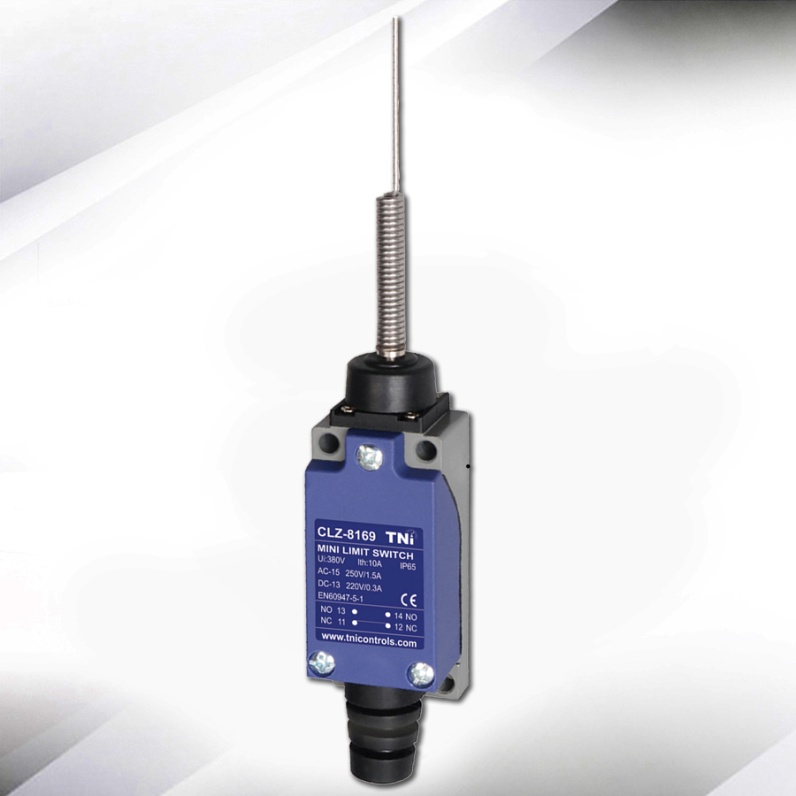 CLZ-8169 TNi
MINI LIMIT SWITCH
Ui:380V Ith:10A IP65
AC-15 250V/1.5A
DC-13 220V/0.3A
EN60947-5-1 CE
NO 13 14 NO
NC 11 12 NC
www.tnicontrols.com